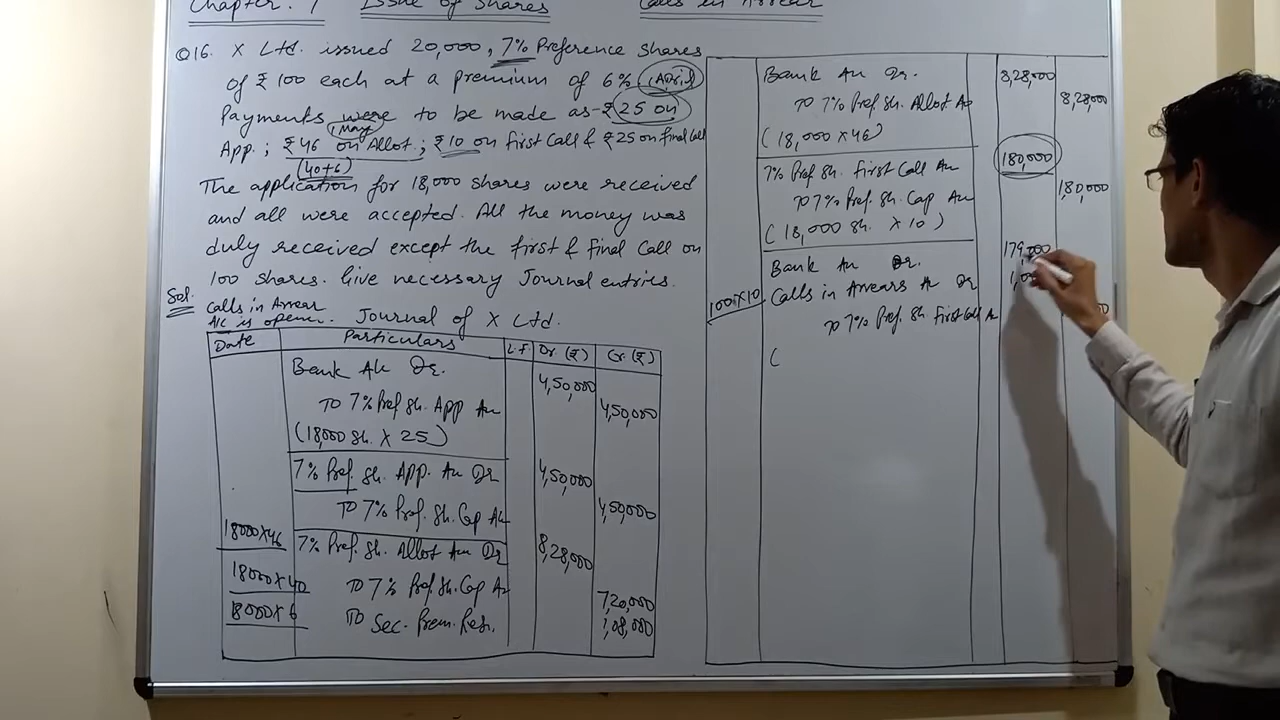 Chapter. 1 Issue of Shares Calls in Arrear
Q16. X Ltd. issued 20,000, 7% Preference shares
of ₹ 100 each at a premium of 6% (April)
Payments were to be made as - ₹25 on
(May)
App ; ₹ 46 on Allot. ; ₹ 10 on First Call & ₹25 on final call
(40+6)
The application for 18,000 shares were received
and all were accepted. All the money was
duly received except the first & final call on
100 shares. Give necessary Journal entries.
Sol. Calls in Arrear
A/c is opener. Journal of X Ltd.
Date Particulars L.F. Dr (₹) Cr (₹)
Bank A/c Dr. 4,50,000
To 7% Pref Sh. App A/c 4,50,000
(18000 Sh. X 25)
7% Pref. Sh. App. A/c Dr 4,50,000
To 7% Pref. Sh. Cap A/c 4,50,000
18000X46 7% Pref. Sh. Allot A/c Dr 8,28,000
18000X40 To 7% Pref. Sh. Cap A/c 7,20,000
18000X6 To Sec. Prem. Res. 1,08,000
Bank A/c Dr. 8,28,000
To 7% Pref. Sh. Allot A/c 8,28,000
(18,000 X 46)
7% Pref Sh. First Call A/c 180,000
To 7% Pref. Sh. Cap A/c 1,80,000
(18,000 Sh. X 10)
Bank A/c Dr. 179,000
100X10 Calls in Arrears A/c Dr
To 7% Pref. Sh. First Call A/c
(